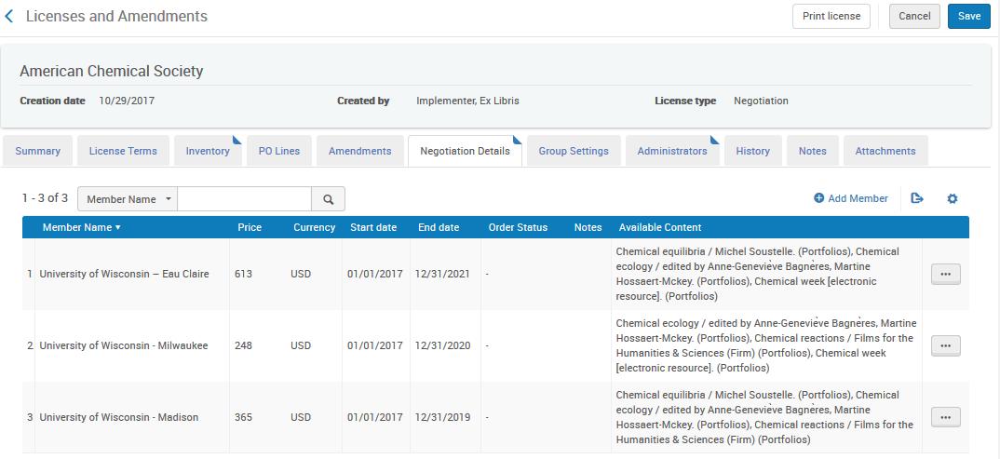 Licenses and Amendments
Print license
Cancel
Save
American Chemical Society
Creation date 10/29/2017 Created by Implementer, Ex Libris License type Negotiation
Summary License Terms Inventory PO Lines Amendments Negotiation Details Group Settings Administrators History Notes Attachments
1 - 3 of 3 Member Name Add Member
Member Name Price Currency Start date End date Order Status Notes Available Content
1 University of Wisconsin – Eau Claire 613 USD 01/01/2017 12/31/2021 -
Chemical equilibria / Michel Soustelle. (Portfolios), Chemical
ecology / edited by Anne-Geneviève Bagnères, Martine
Hossaert-Mckey. (Portfolios), Chemical week [electronic
resource]. (Portfolios)
2 University of Wisconsin - Milwaukee 248 USD 01/01/2017 12/31/2020 -
Chemical ecology / edited by Anne-Geneviève Bagnères, Martine
Hossaert-Mckey. (Portfolios), Chemical reactions / Films for the
Humanities & Sciences (Firm) (Portfolios), Chemical week
[electronic resource]. (Portfolios)
3 University of Wisconsin - Madison 365 USD 01/01/2017 12/31/2019 -
Chemical equilibria / Michel Soustelle. (Portfolios), Chemical
ecology / edited by Anne-Geneviève Bagnères, Martine
Hossaert-Mckey. (Portfolios), Chemical reactions / Films for the
Humanities & Sciences (Firm) (Portfolios)